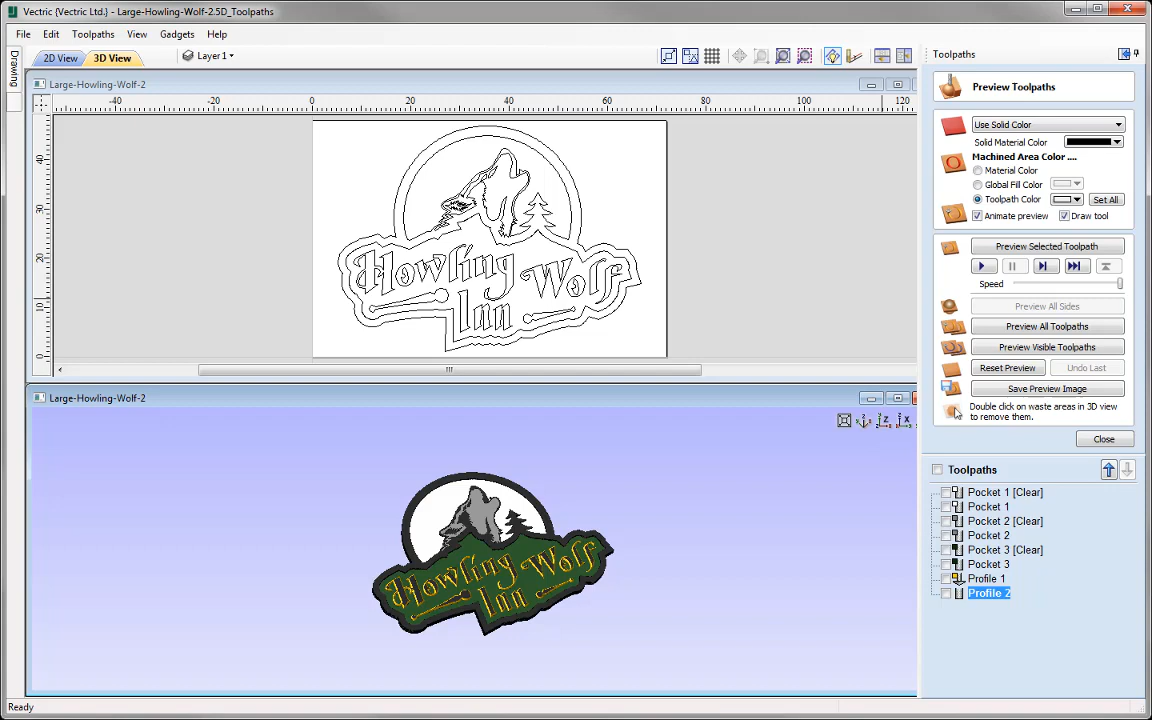 Vectric {Vectric Ltd.} - Large-Howling-Wolf-2.5D_Toolpaths
File Edit Toolpaths View Gadgets Help
2D View 3D View Layer 1
Drawing
Large-Howling-Wolf-2
-40 -20 0 20 40 60 80 100 120
40
30
20
10
0
Howling Wolf
Inn
Large-Howling-Wolf-2
Z Z X
Howling Wolf
Inn
Toolpaths
Preview Toolpaths
Use Solid Color
Solid Material Color
Machined Area Color ....
Material Color
Global Fill Color
Toolpath Color Set All
Animate preview Draw tool
Preview Selected Toolpath
Speed
Preview All Sides
Preview All Toolpaths
Preview Visible Toolpaths
Reset Preview Undo Last
Save Preview Image
Double click on waste areas in 3D view
to remove them.
Close
Toolpaths
Pocket 1 [Clear]
Pocket 1
Pocket 2 [Clear]
Pocket 2
Pocket 3 [Clear]
Pocket 3
Profile 1
Profile 2
Ready